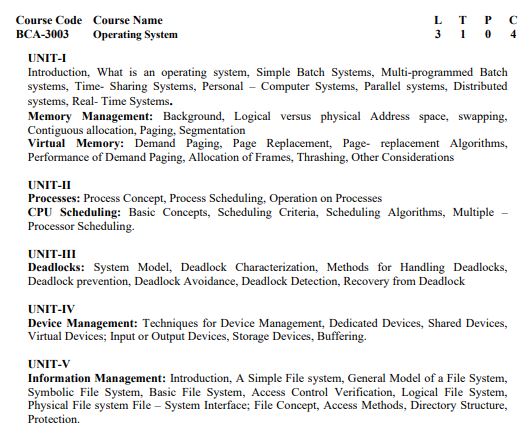 Course Code Course Name L T P C
BCA-3003 Operating System 3 1 0 4
UNIT-I
Introduction, What is an operating system, Simple Batch Systems, Multi-programmed Batch
systems, Time- Sharing Systems, Personal – Computer Systems, Parallel systems, Distributed
systems, Real- Time Systems.
Memory Management: Background, Logical versus physical Address space, swapping,
Contiguous allocation, Paging, Segmentation
Virtual Memory: Demand Paging, Page Replacement, Page- replacement Algorithms,
Performance of Demand Paging, Allocation of Frames, Thrashing, Other Considerations
UNIT-II
Processes: Process Concept, Process Scheduling, Operation on Processes
CPU Scheduling: Basic Concepts, Scheduling Criteria, Scheduling Algorithms, Multiple –
Processor Scheduling.
UNIT-III
Deadlocks: System Model, Deadlock Characterization, Methods for Handling Deadlocks,
Deadlock prevention, Deadlock Avoidance, Deadlock Detection, Recovery from Deadlock
UNIT-IV
Device Management: Techniques for Device Management, Dedicated Devices, Shared Devices,
Virtual Devices; Input or Output Devices, Storage Devices, Buffering.
UNIT-V
Information Management: Introduction, A Simple File system, General Model of a File System,
Symbolic File System, Basic File System, Access Control Verification, Logical File System,
Physical File system File – System Interface; File Concept, Access Methods, Directory Structure,
Protection.